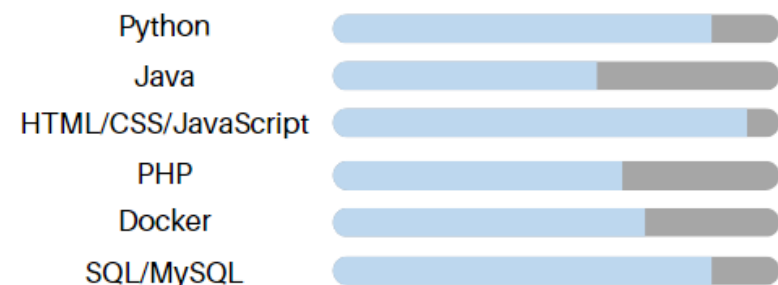 Python
Java
HTML/CSS/JavaScript
PHP
Docker
SQL/MySQL